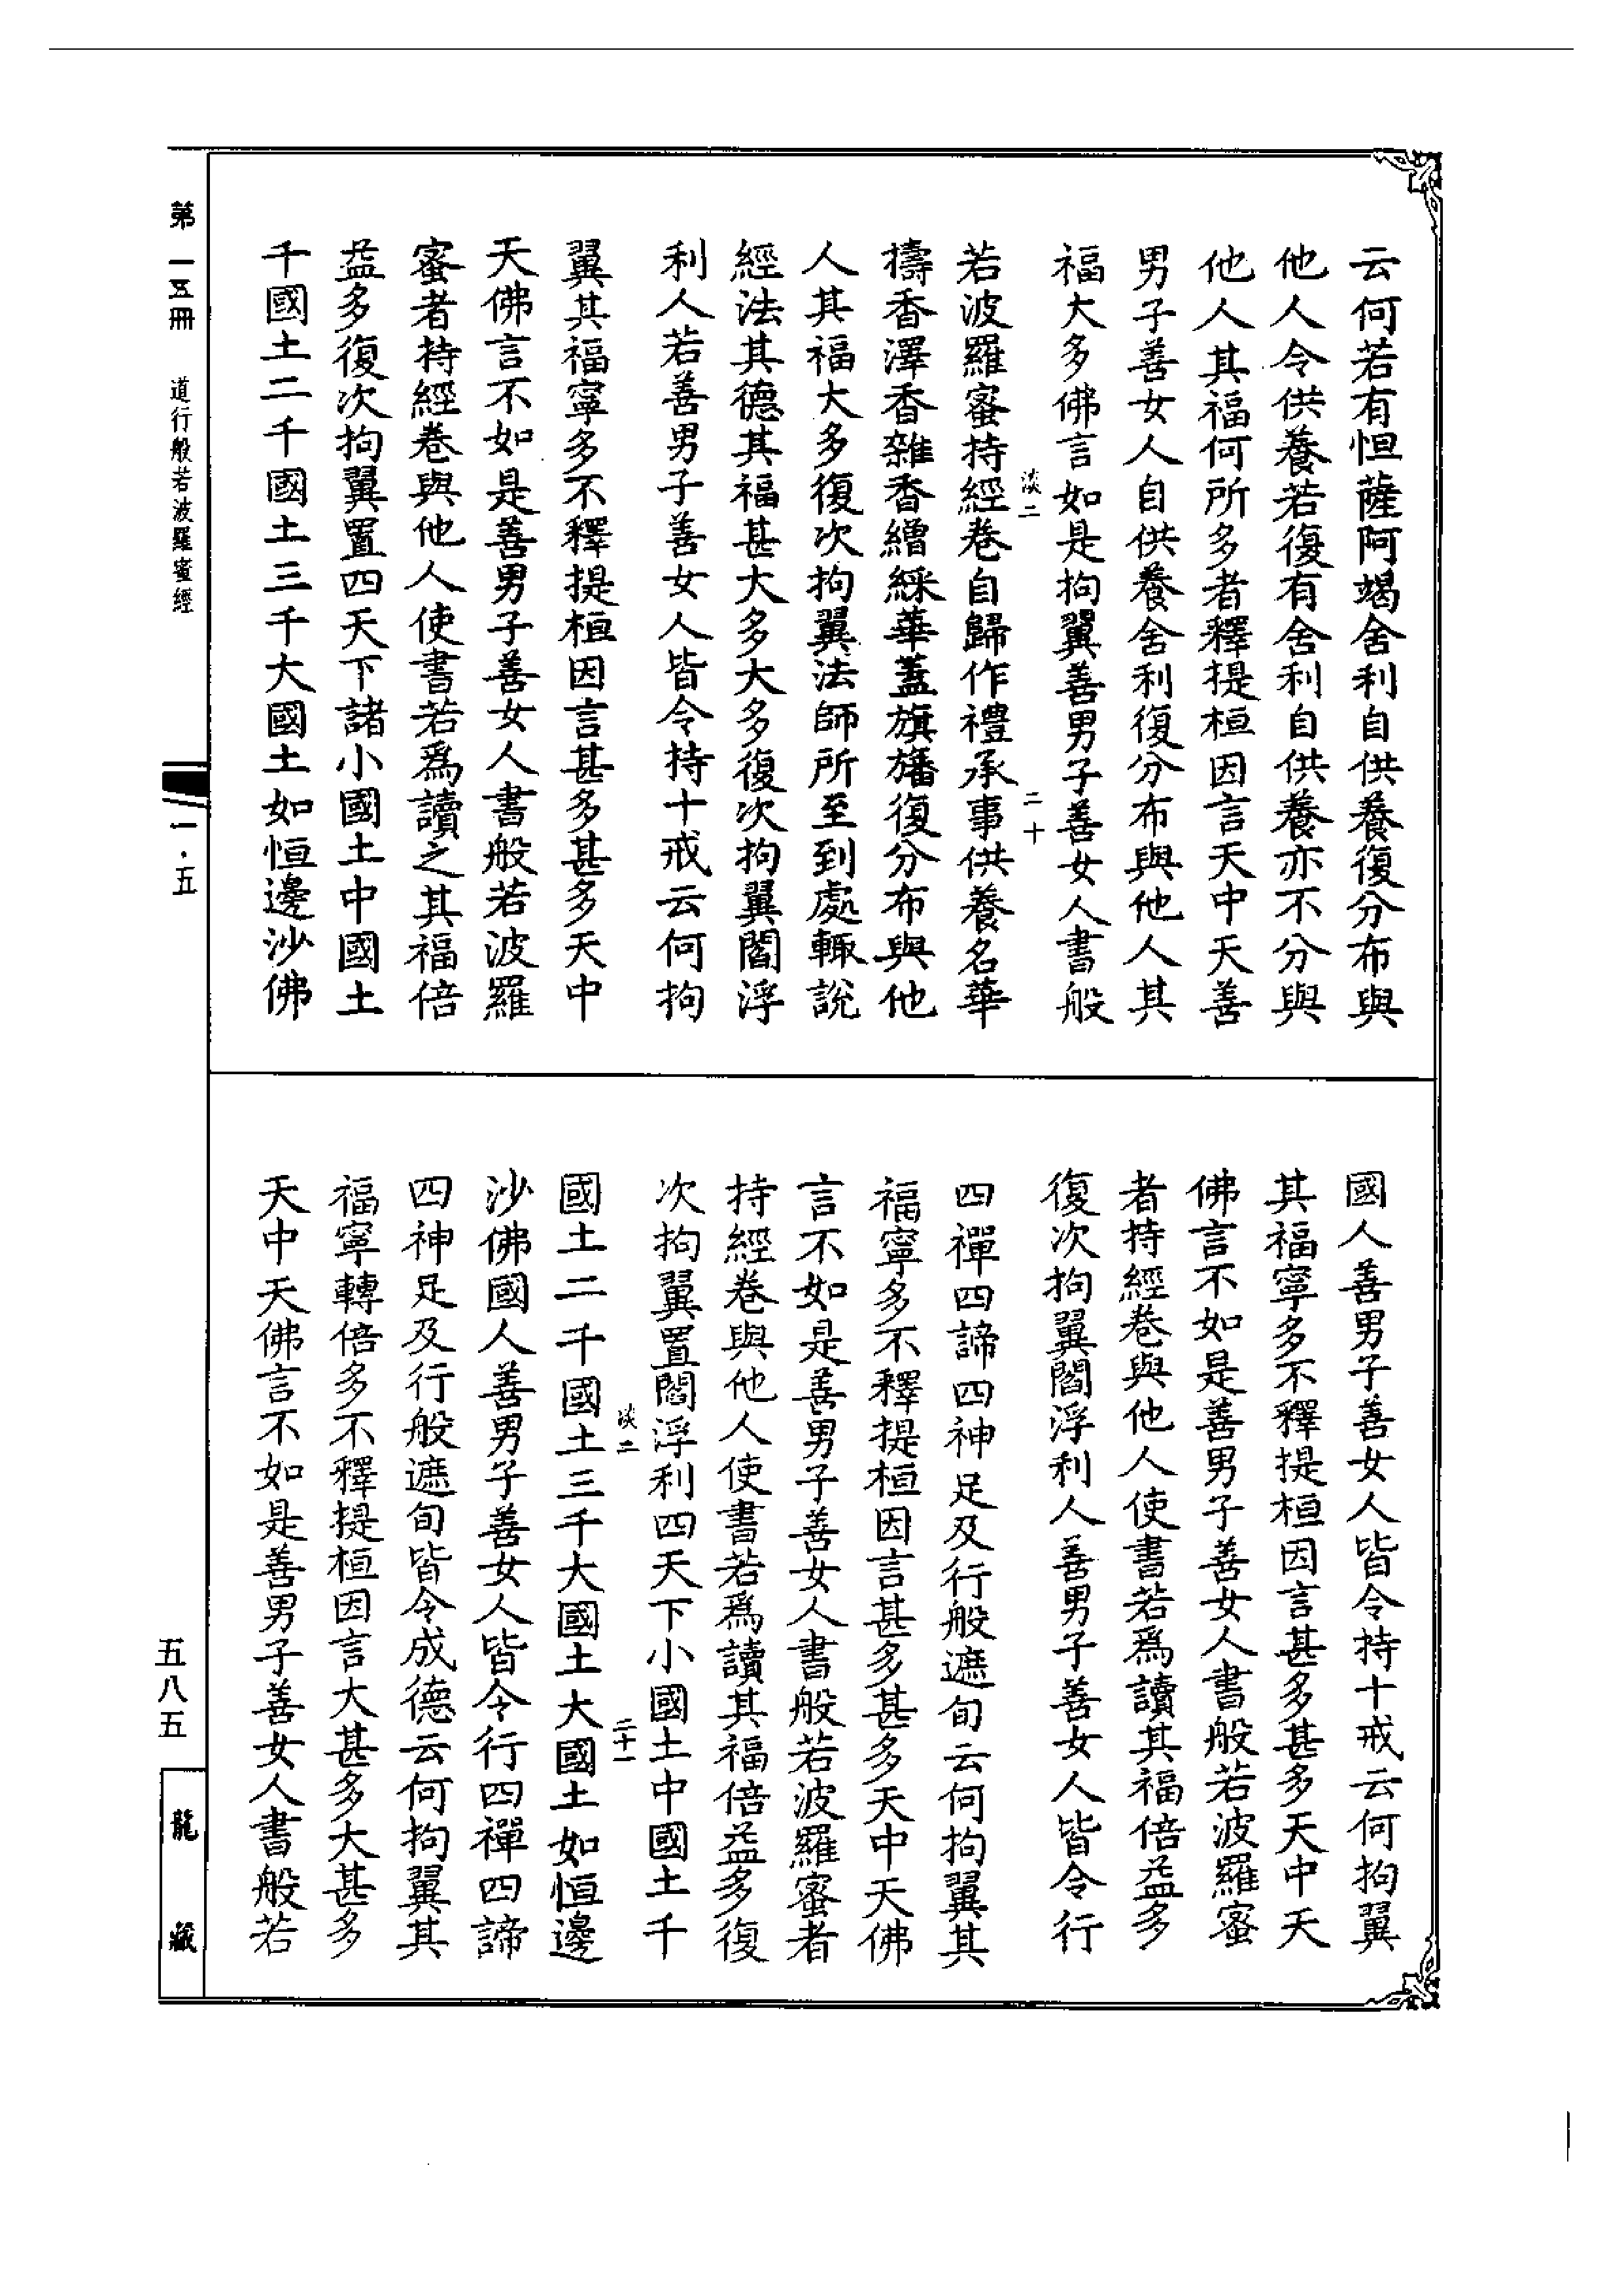 云何若有怛薩阿竭舍利自供養復分布與
他人令供養若復有舍利自供養亦不分與
他人其福何所多者釋提桓因言天中天善
男子善女人自供養舍利復分布與他人其
福大多佛言如是拘翼善男子善女人書般
淡二
二十
若波羅蜜持經卷自歸作禮承事供養名華
擣香澤香雜香繒綵華蓋旗旛復分布與他
人其福大多復次拘翼法師所至到處輒說
經法其德其福甚大多大多復次拘翼閻浮
利人若善男子善女人皆令持十戒云何拘
翼其福寧多不釋提桓因言甚多甚多天中
天佛言不如是善男子善女人書般若波羅
蜜者持經卷與他人使書若爲讀之其福倍
益多復次拘翼置四天下諸小國土中國土
千國土二千國土三千大國土如恒邊沙佛
國人善男子善女人皆令持十戒云何拘翼
其福寧多不釋提桓因言甚多甚多天中天
佛言不如是善男子善女人書般若波羅蜜
者持經卷與他人使書若爲讀其福倍益多
復次拘翼閻浮利人善男子善女人皆令行
四禪四諦四神足及行般遮旬云何拘翼其
福寧多不釋提桓因言甚多甚多天中天佛
言不如是善男子善女人書般若波羅蜜者
持經卷與他人使書若爲讀其福倍益多復
次拘翼置閻浮利四天下小國土中國土千
淡二
二十一
國土二千國土三千大國土大國土如恒邊
沙佛國人善男子善女人皆令行四禪四諦
四神足及行般遮旬皆令成德云何拘翼其
福寧轉倍多不釋提桓因言大甚多大甚多
天中天佛言不如是善男子善女人書般若
第一五冊
道行般若波羅蜜經
一·五
五八五
龍藏